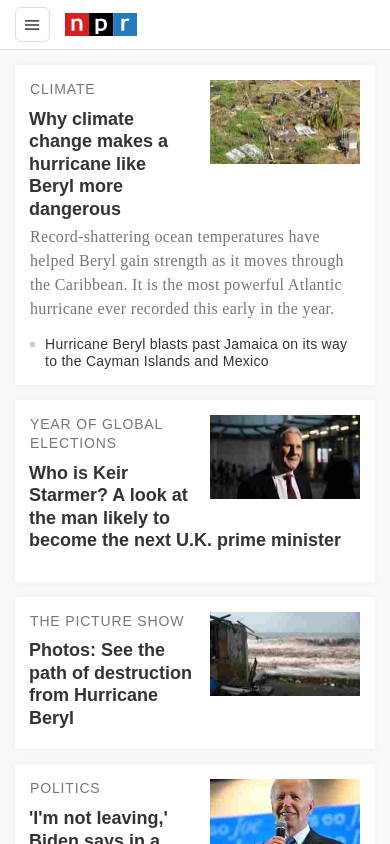 npr
CLIMATE
Why climate
change makes a
hurricane like
Beryl more
dangerous
Record-shattering ocean temperatures have
helped Beryl gain strength as it moves through
the Caribbean. It is the most powerful Atlantic
hurricane ever recorded this early in the year.
Hurricane Beryl blasts past Jamaica on its way
to the Cayman Islands and Mexico
YEAR OF GLOBAL
ELECTIONS
Who is Keir
Starmer? A look at
the man likely to
become the next U.K. prime minister
THE PICTURE SHOW
Photos: See the
path of destruction
from Hurricane
Beryl
POLITICS
'I'm not leaving,'
Biden says in a
Joe